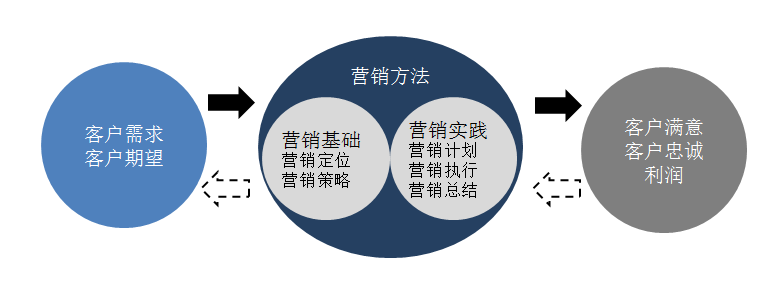 客户需求
客户期望
营销方法
营销基础
营销定位
营销策略
营销实践
营销计划
营销执行
营销总结
客户满意
客户忠诚
利润